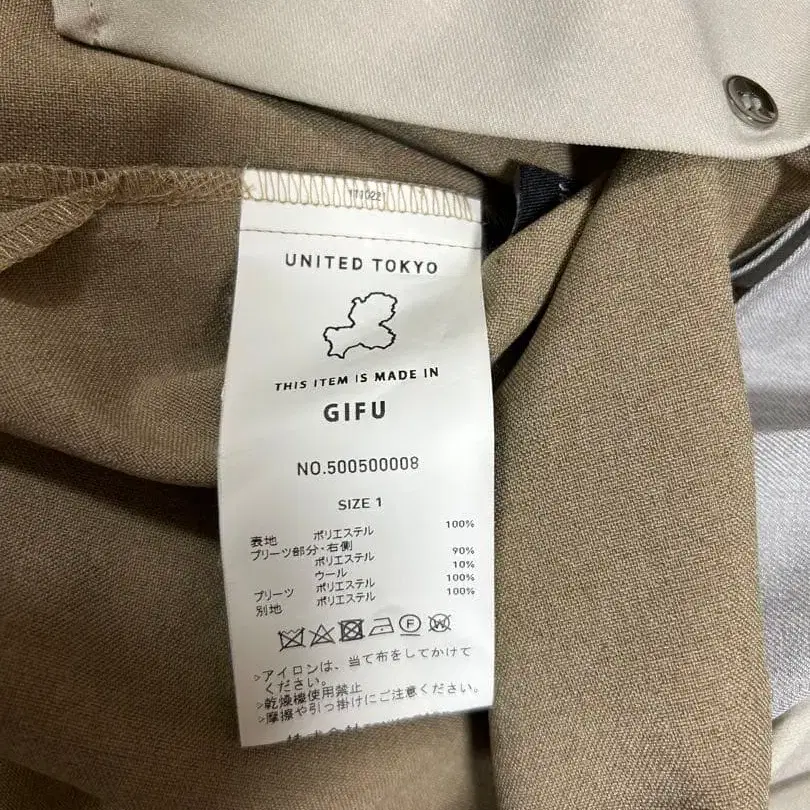 UNITED TOKYO
THIS ITEM IS MADE IN
GIFU
NO.500500008
SIZE 1
表地 ポリエステル 100%
プリーツ部分・右側
ポリエステル 90%
ウール 10%
プリーツ ポリエステル 100%
別地 ポリエステル 100%
F W
>アイロンは、当て布をしてかけて
ください。
>乾燥機使用禁止
>摩擦や引っ掛けにご注意ください。